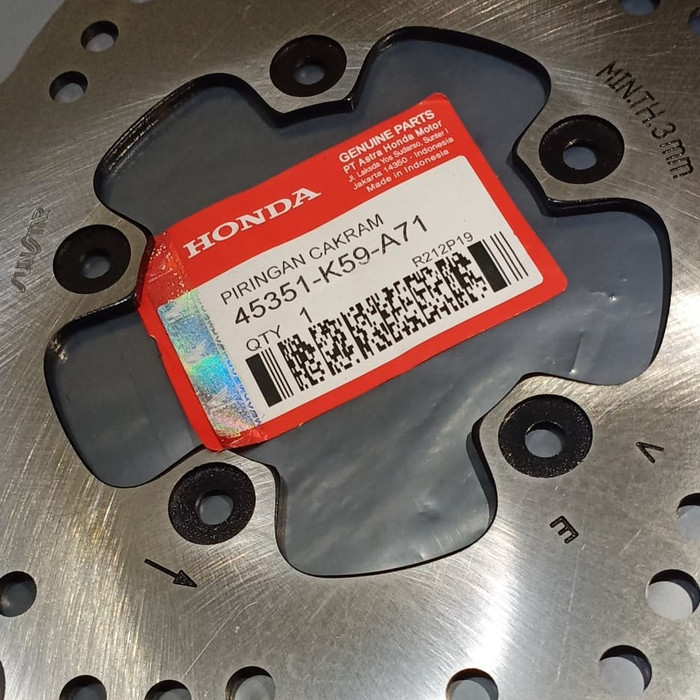 MIN.TH.3mm
GENUINE PARTS
PT Astra Honda Motor
Jl. Laksda Yos Sudarso, Sunter I
Jakarta 14350 - Indonesia
Made in Indonesia
HONDA
PIRINGAN CAKRAM
45351-K59-A71
R212P19
QTY 1
V
E